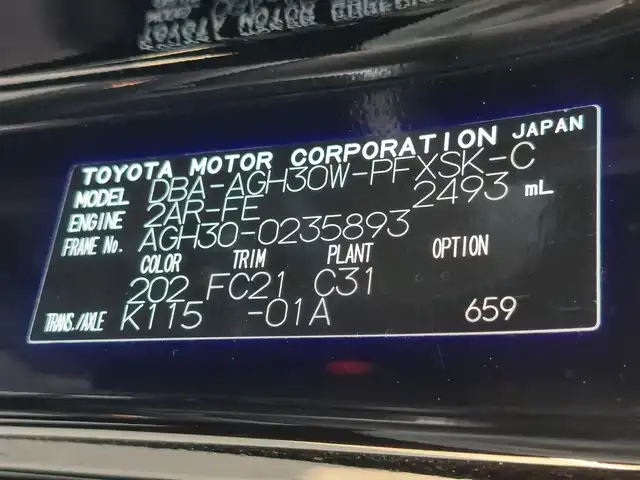 TOYOTA MOTOR CORPORATION JAPAN
MODEL DBA-AGH30W-PFXSK-C
ENGINE 2AR-FE 2493 mL
FRAME No. AGH30-0235893
COLOR TRIM PLANT OPTION
202 FC21 C31
TRANS./AXLE K115 -01A 659